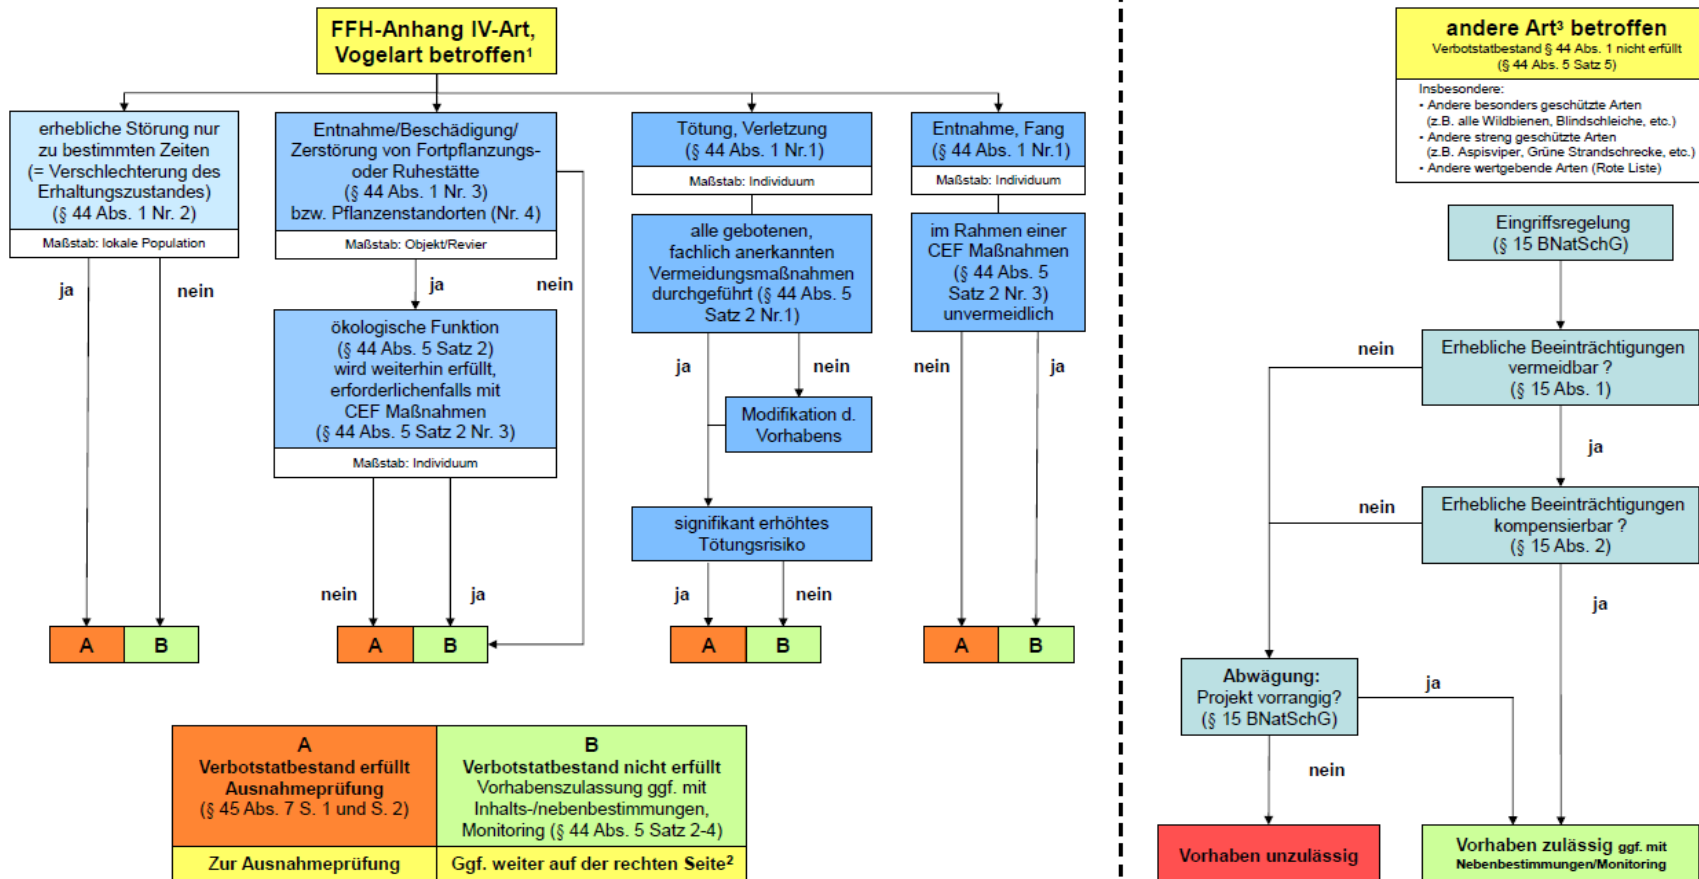 FFH-Anhang IV-Art,
Vogelart betroffen¹
erhebliche Störung nur
zu bestimmten Zeiten
(= Verschlechterung des
Erhaltungszustandes)
(§ 44 Abs. 1 Nr. 2)
Maßstab: lokale Population
ja
nein
A
B
Entnahme/Beschädigung/
Zerstörung von Fortpflanzungs-
oder Ruhestätte
(§ 44 Abs. 1 Nr. 3)
bzw. Pflanzenstandorten (Nr. 4)
Maßstab: Objekt/Revier
ja
nein
ökologische Funktion
(§ 44 Abs. 5 Satz 2)
wird weiterhin erfüllt,
erforderlichenfalls mit
CEF Maßnahmen
(§ 44 Abs. 5 Satz 2 Nr. 3)
Maßstab: Individuum
nein
ja
A
B
Tötung, Verletzung
(§ 44 Abs. 1 Nr.1)
Maßstab: Individuum
alle gebotenen,
fachlich anerkannten
Vermeidungsmaßnahmen
durchgeführt (§ 44 Abs. 5
Satz 2 Nr.1)
ja
nein
Modifikation d.
Vorhabens
signifikant erhöhtes
Tötungsrisiko
ja
nein
A
B
Entnahme, Fang
(§ 44 Abs. 1 Nr.1)
Maßstab: Individuum
im Rahmen einer
CEF Maßnahmen
(§ 44 Abs. 5
Satz 2 Nr. 3)
unvermeidlich
nein
ja
A
B
A
Verbotstatbestand erfüllt
Ausnahmeprüfung
(§ 45 Abs. 7 S. 1 und S. 2)
Zur Ausnahmeprüfung
B
Verbotstatbestand nicht erfüllt
Vorhabenszulassung ggf. mit
Inhalts-/nebenbestimmungen,
Monitoring (§ 44 Abs. 5 Satz 2-4)
Ggf. weiter auf der rechten Seite²
andere Art³ betroffen
Verbotstatbestand § 44 Abs. 1 nicht erfüllt
(§ 44 Abs. 5 Satz 5)
Insbesondere:
• Andere besonders geschützte Arten
(z.B. alle Wildbienen, Blindschleiche, etc.)
• Andere streng geschützte Arten
(z.B. Aspisviper, Grüne Strandschrecke, etc.)
• Andere wertgebende Arten (Rote Liste)
Eingriffsregelung
(§ 15 BNatSchG)
Erhebliche Beeinträchtigungen
vermeidbar ?
(§ 15 Abs. 1)
nein
ja
Erhebliche Beeinträchtigungen
kompensierbar ?
(§ 15 Abs. 2)
nein
ja
Abwägung:
Projekt vorrangig?
(§ 15 BNatSchG)
ja
nein
Vorhaben unzulässig
Vorhaben zulässig ggf. mit
Nebenbestimmungen/Monitoring